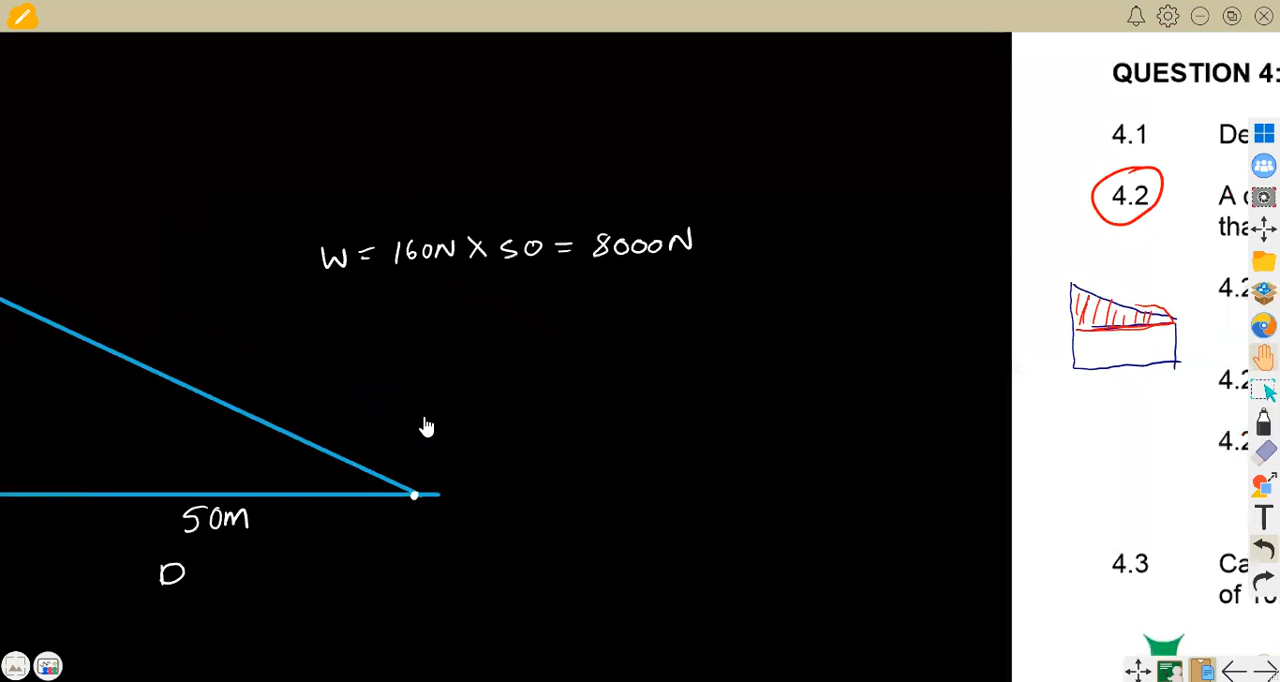 W = 160N X 50 = 8000N
50m
D
QUESTION 4:
4.1 De
4.2 A
tha
4.2
4.2
4.2
4.3 Ca
of
T